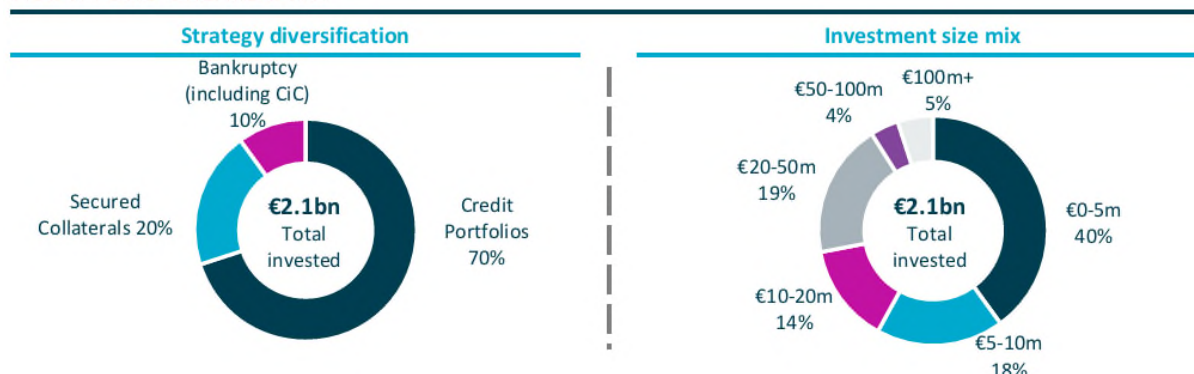 Strategy diversification
Bankruptcy
(including CiC)
10%
Secured
Collaterals 20%
€2.1bn
Total
invested
Credit
Portfolios
70%
Investment size mix
€100m+
5%
€50-100m
4%
€20-50m
19%
€0-5m
40%
€2.1bn
Total
invested
€10-20m
14%
€5-10m
18%